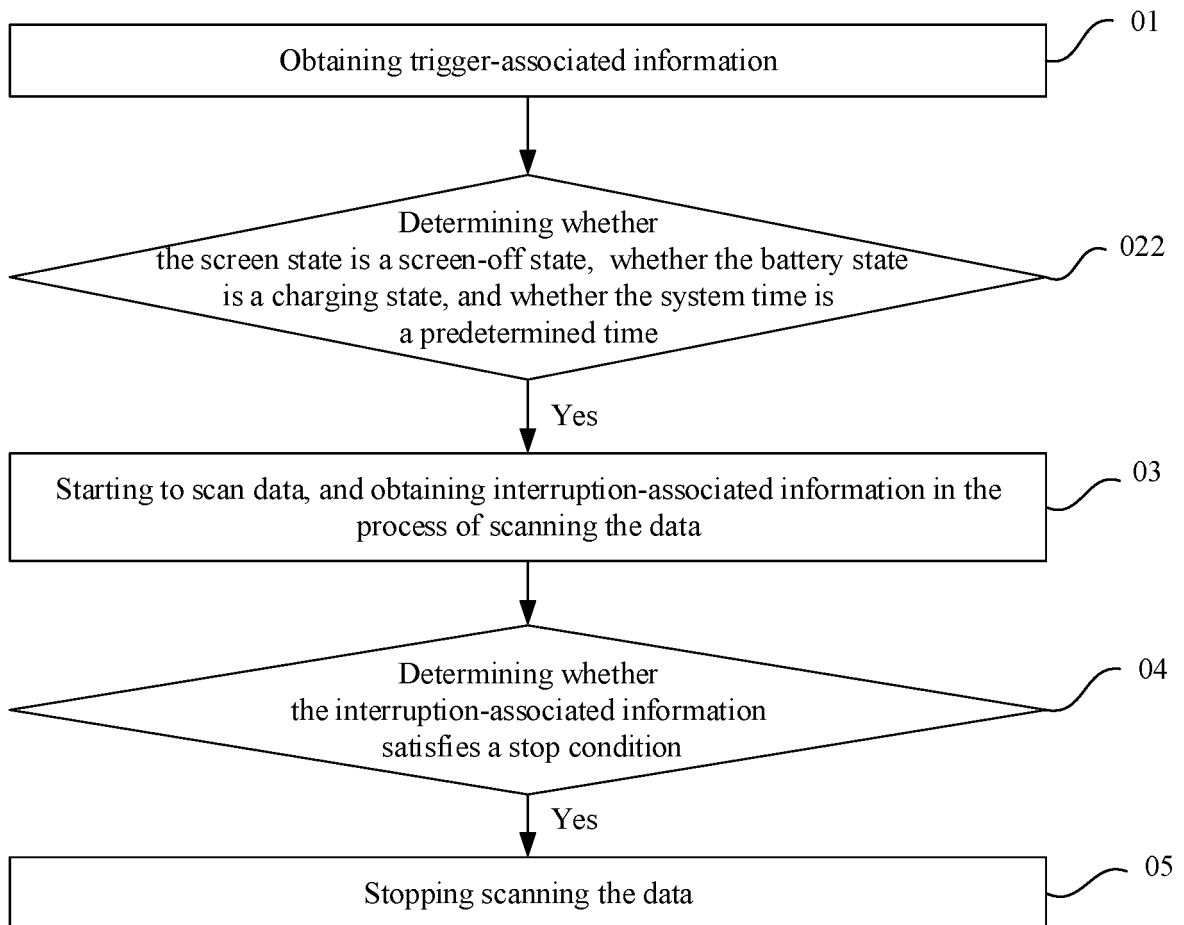 01
Obtaining trigger-associated information
Determining whether
the screen state is a screen-off state, whether the battery state
is a charging state, and whether the system time is
a predetermined time
022
Yes
Starting to scan data, and obtaining interruption-associated information in the
process of scanning the data
03
Determining whether
the interruption-associated information
satisfies a stop condition
04
Yes
Stopping scanning the data
05